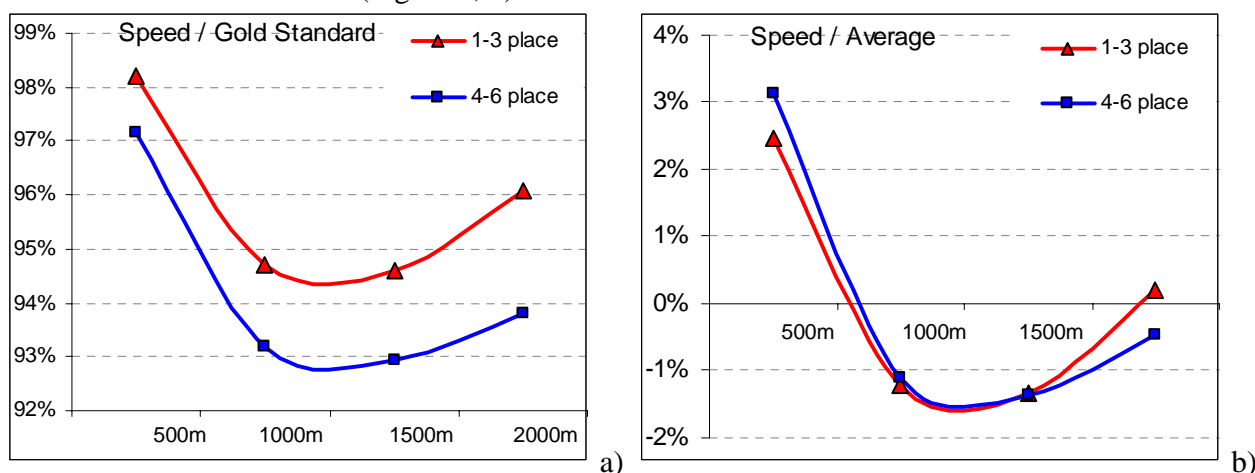 99%
Speed / Gold Standard
1-3 place
98%
4-6 place
97%
96%
95%
94%
93%
92%
500m 1000m 1500m 2000m
a)
4%
Speed / Average
1-3 place
3%
4-6 place
2%
1%
0%
500m 1000m 1500m
-1%
-2%
b)